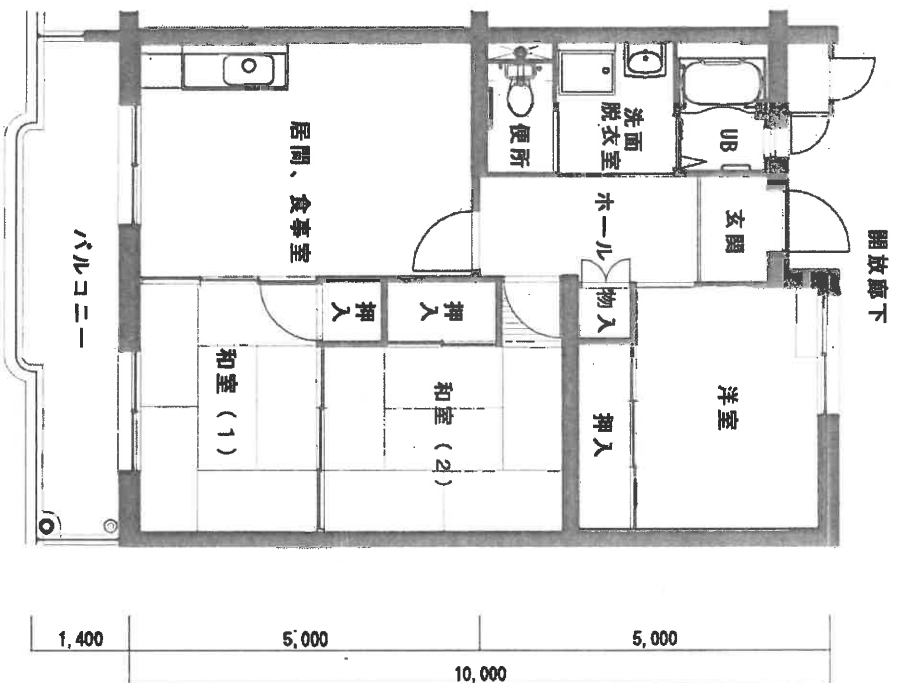 居間、食事室
便所
洗面
脱衣室
UB
ホール
玄関
開放廊下
バルコニー
押入
押入
物入
和室(1)
和室(2)
押入
洋室
1,400
5,000
5,000
10,000